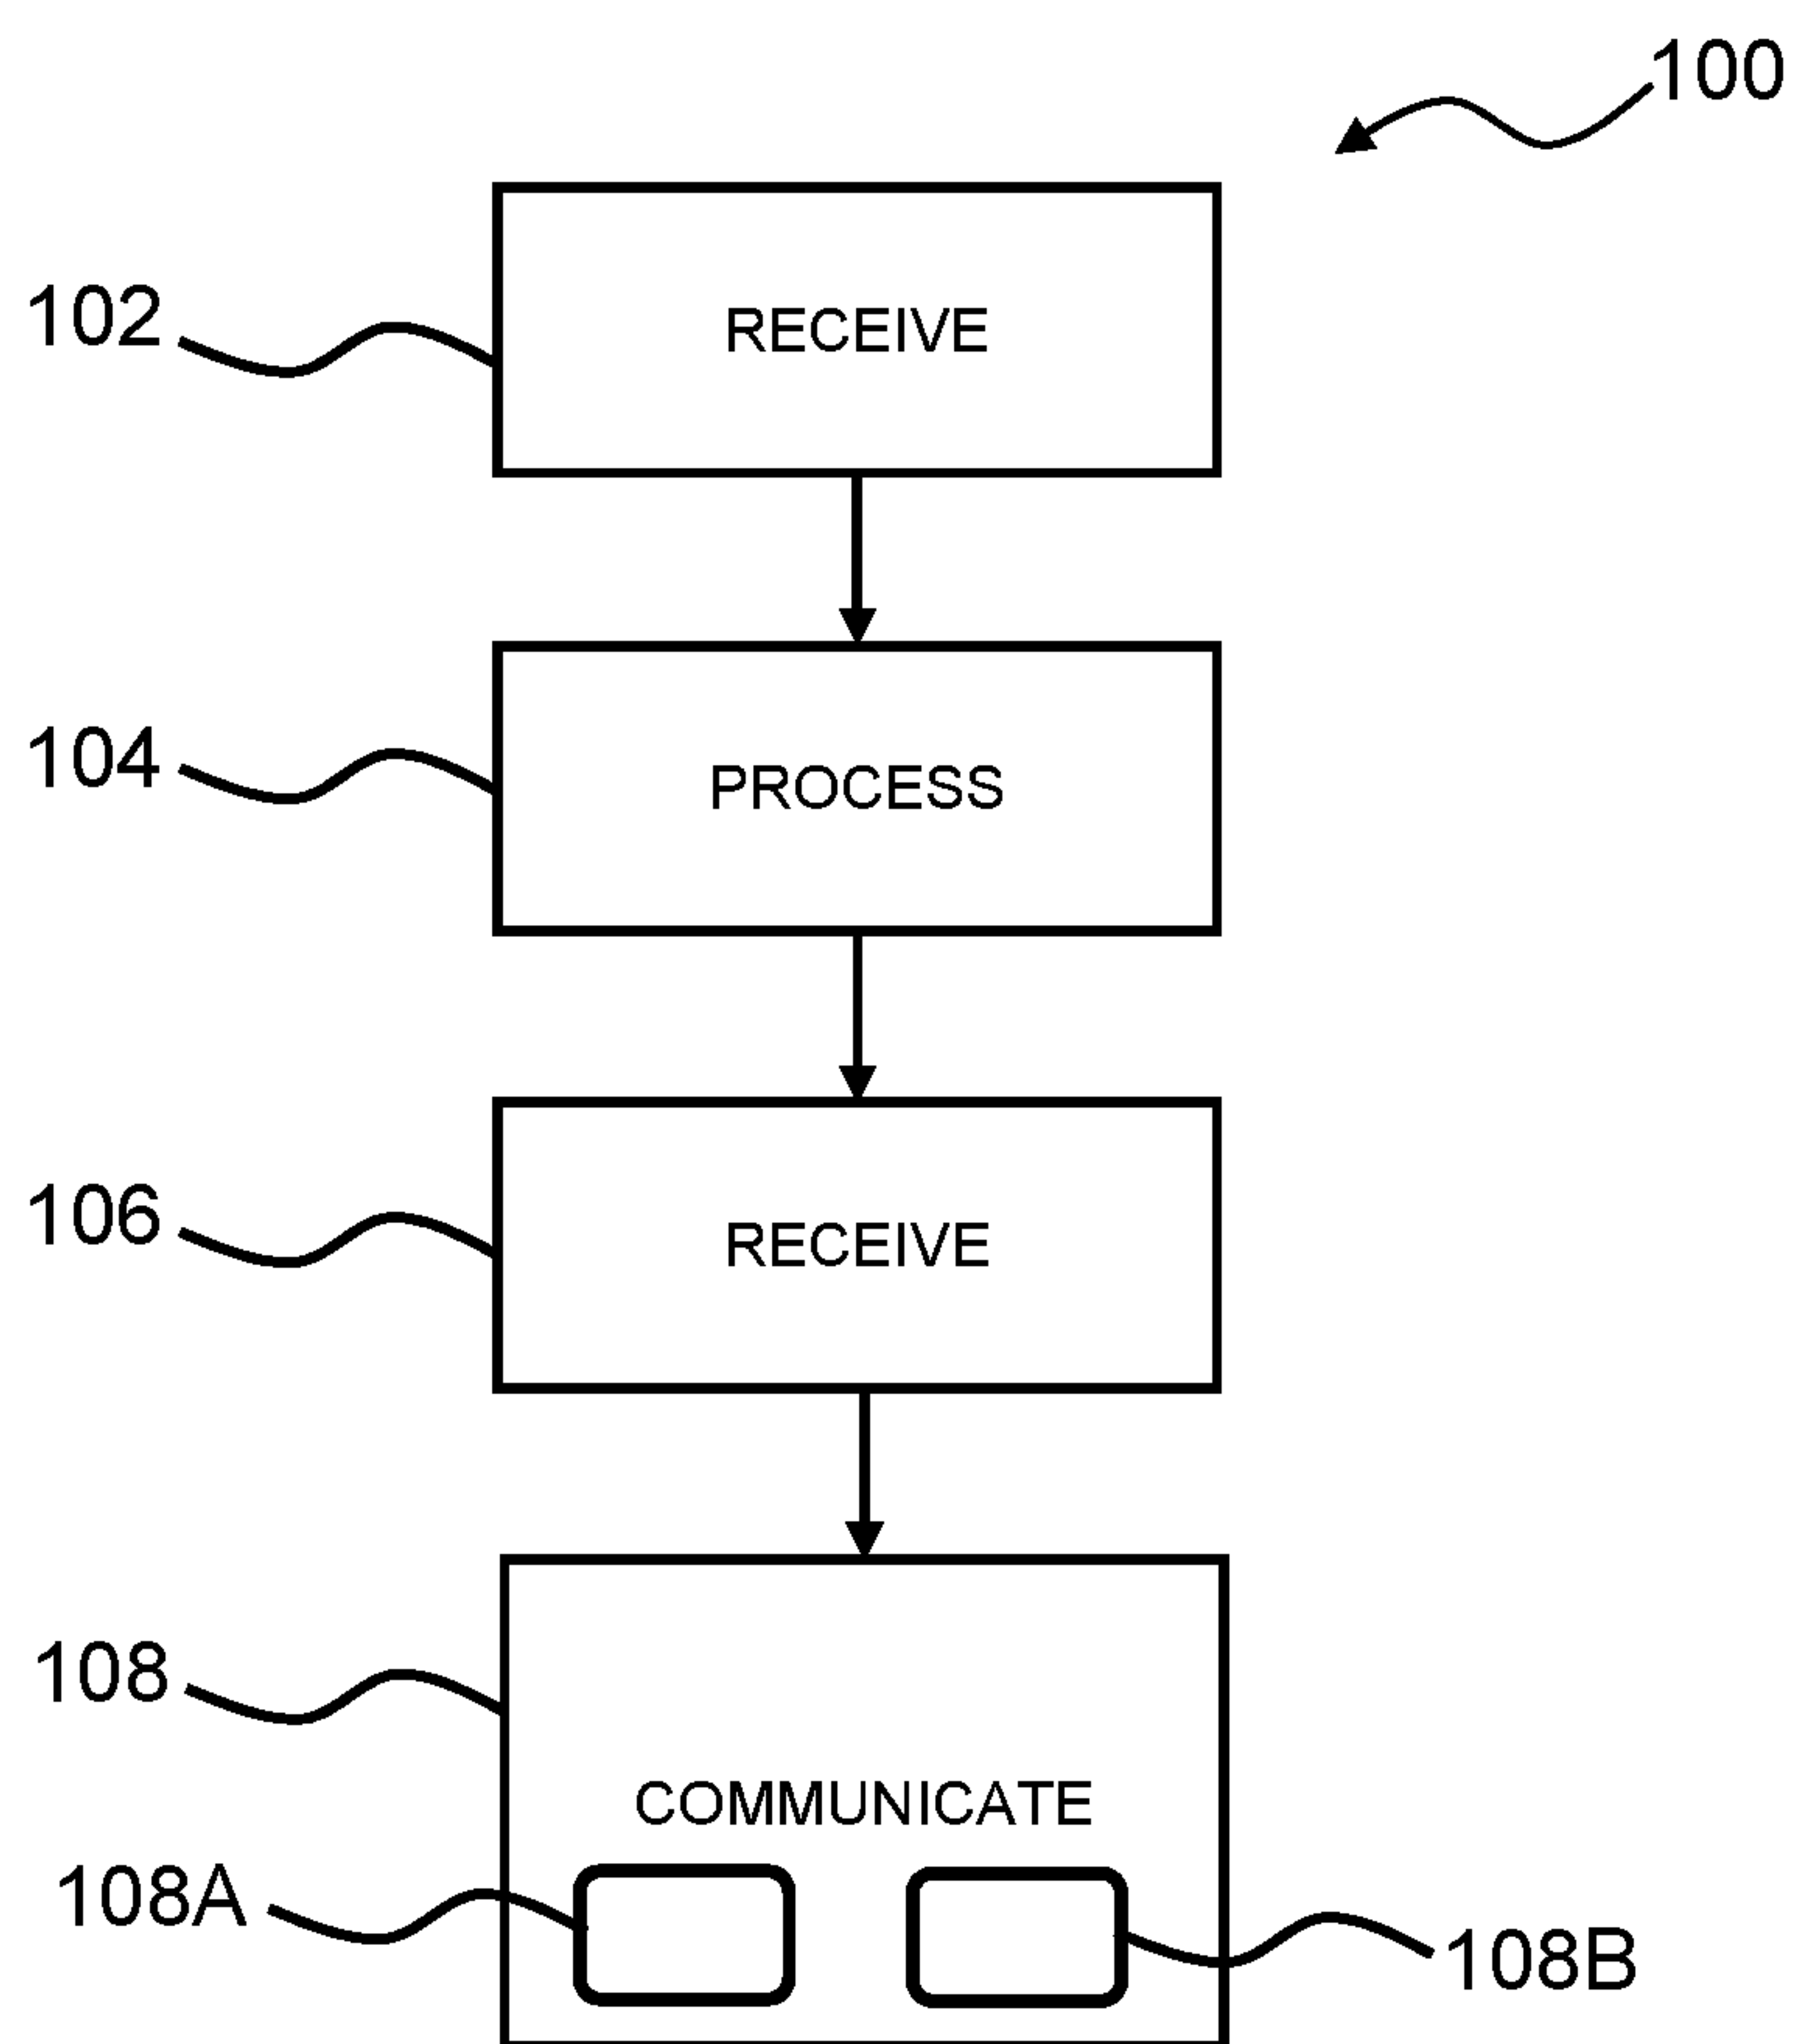 100
102
RECEIVE
104
PROCESS
106
RECEIVE
108
COMMUNICATE
108A
108B